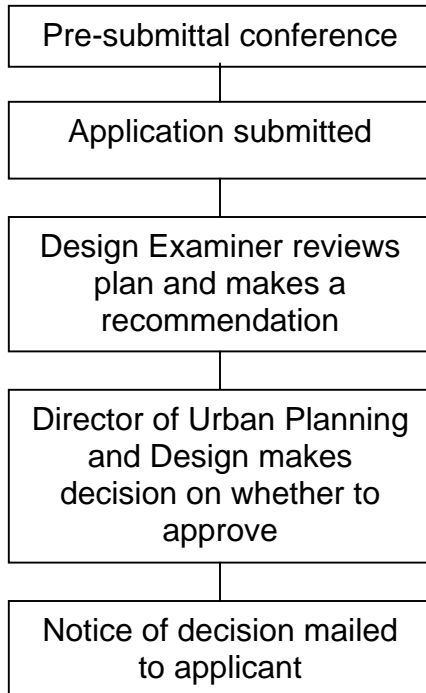 Pre-submittal conference
Application submitted
Design Examiner reviews
plan and makes a
recommendation
Director of Urban Planning
and Design makes
decision on whether to
approve
Notice of decision mailed
to applicant